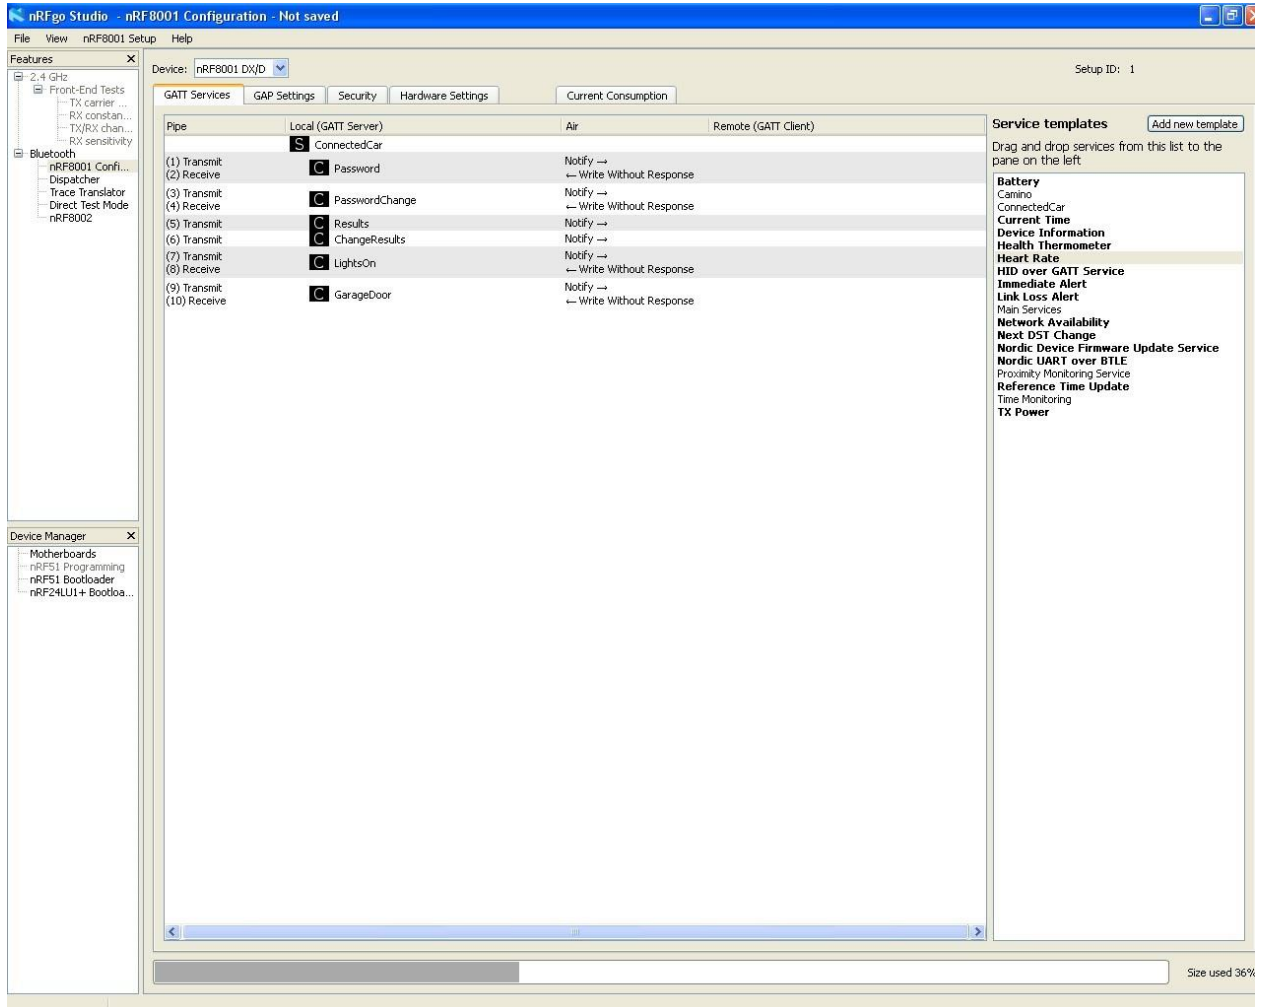 nRFgo Studio - nRF8001 Configuration - Not saved
File View nRF8001 Setup Help
Features
2.4 GHz
Front-End Tests
TX carrier ...
RX constan...
TX/RX chan...
RX sensitivity
Bluetooth
nRF8001 Confi...
Dispatcher
Trace Translator
Direct Test Mode
nRF8002
Device Manager
Motherboards
nRF51 Programming
nRF51 Bootloader
nRF24LU1+ Bootloa...
Device: nRF8001 DX/D
Setup ID: 1
GATT Services GAP Settings Security Hardware Settings Current Consumption
Pipe Local (GATT Server) Air Remote (GATT Client)
S ConnectedCar
(1) Transmit Notify →
C Password
(2) Receive ← Write Without Response
(3) Transmit Notify →
C PasswordChange
(4) Receive ← Write Without Response
(5) Transmit C Results Notify →
(6) Transmit C ChangeResults Notify →
(7) Transmit Notify →
C LightsOn
(8) Receive ← Write Without Response
(9) Transmit Notify →
C GarageDoor
(10) Receive ← Write Without Response
Service templates Add new template
Drag and drop services from this list to the
pane on the left
Battery
Camino
ConnectedCar
Current Time
Device Information
Health Thermometer
Heart Rate
HID over GATT Service
Immediate Alert
Link Loss Alert
Main Services
Network Availability
Next DST Change
Nordic Device Firmware Update Service
Nordic UART over BTLE
Proximity Monitoring Service
Reference Time Update
Time Monitoring
TX Power
Size used 36%